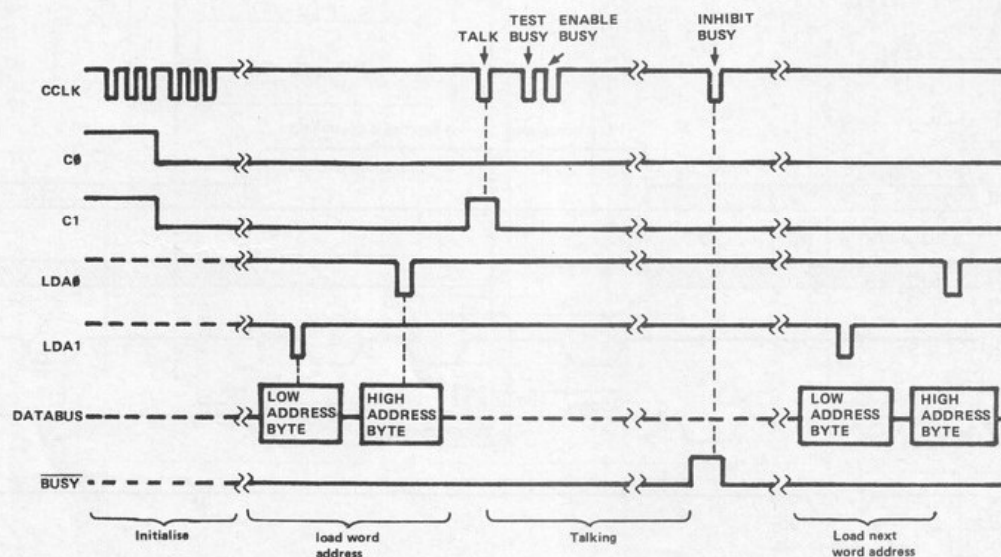 TALK
TEST
BUSY
ENABLE
BUSY
INHIBIT
BUSY
CCLK
C0
C1
LDA0
LDA1
DATABUS
LOW
ADDRESS
BYTE
HIGH
ADDRESS
BYTE
LOW
ADDRESS
BYTE
HIGH
ADDRESS
BYTE
BUSY
Initialise
load word
address
Talking
Load next
word address